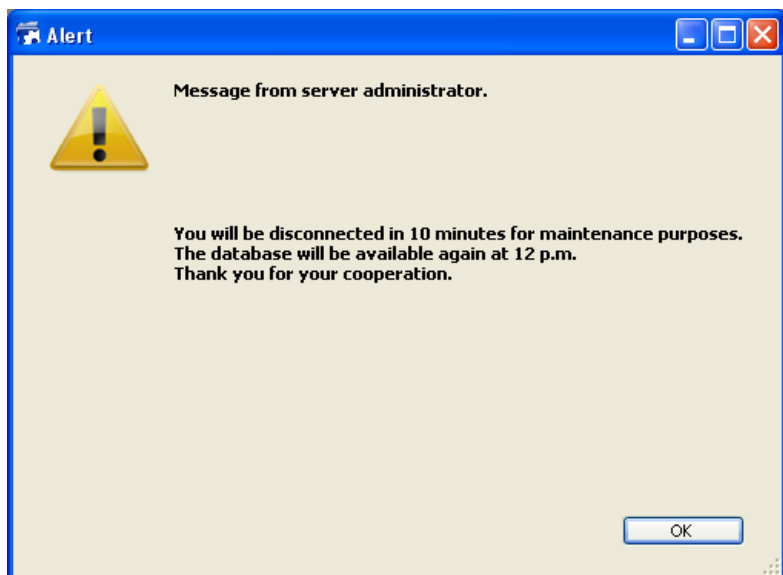 Alert
Message from server administrator.
You will be disconnected in 10 minutes for maintenance purposes.
The database will be available again at 12 p.m.
Thank you for your cooperation.
OK